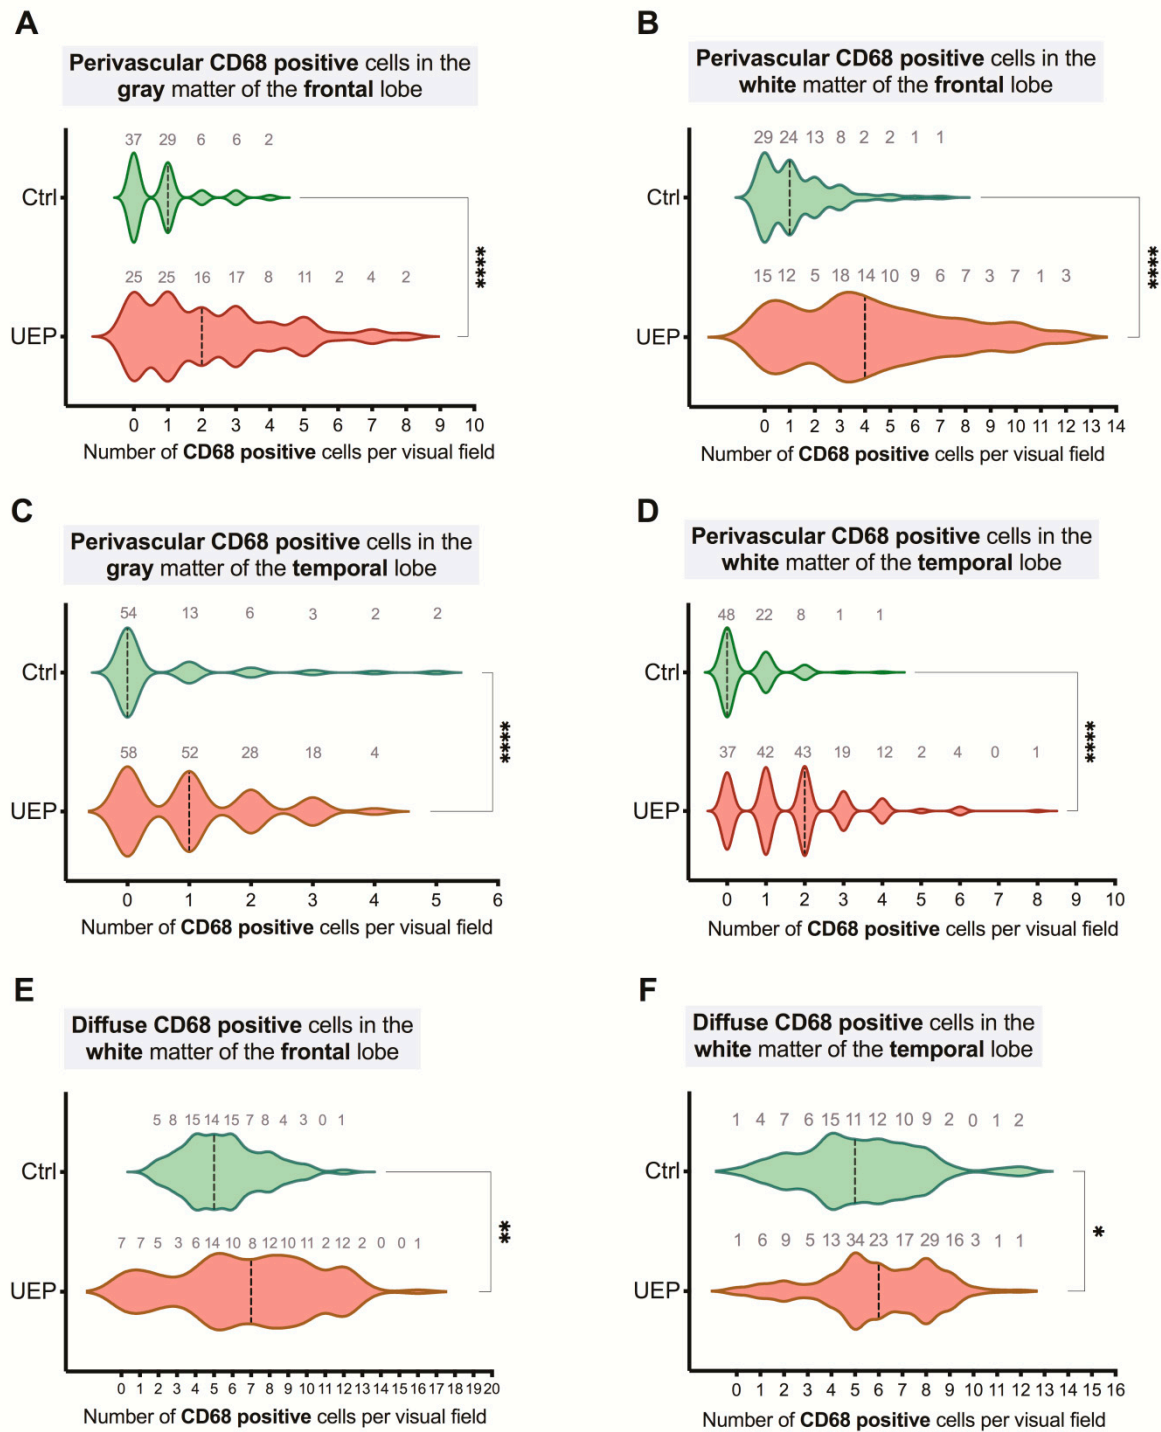 A
Perivascular CD68 positive cells in the
gray matter of the frontal lobe
37 29 6 6 2
Ctrl
25 25 16 17 8 11 2 4 2
UEP
****
0 1 2 3 4 5 6 7 8 9 10
Number of CD68 positive cells per visual field
B
Perivascular CD68 positive cells in the
white matter of the frontal lobe
29 24 13 8 2 2 1 1
Ctrl
15 12 5 18 14 10 9 6 7 3 7 1 3
UEP
****
0 1 2 3 4 5 6 7 8 9 10 11 12 13 14
Number of CD68 positive cells per visual field
C
Perivascular CD68 positive cells in the
gray matter of the temporal lobe
54 13 6 3 2 2
Ctrl
58 52 28 18 4
UEP
****
0 1 2 3 4 5 6
Number of CD68 positive cells per visual field
D
Perivascular CD68 positive cells in the
white matter of the temporal lobe
48 22 8 1 1
Ctrl
37 42 43 19 12 2 4 0 1
UEP
****
0 1 2 3 4 5 6 7 8 9 10
Number of CD68 positive cells per visual field
E
Diffuse CD68 positive cells in the
white matter of the frontal lobe
5 8 15 14 15 7 8 4 3 0 1
Ctrl
7 7 5 3 6 14 10 8 12 10 11 2 12 2 0 0 1
UEP
**
0 1 2 3 4 5 6 7 8 9 10 11 12 13 14 15 16 17 18 19 20
Number of CD68 positive cells per visual field
F
Diffuse CD68 positive cells in the
white matter of the temporal lobe
1 4 7 6 15 11 12 10 9 2 0 1 2
Ctrl
1 6 9 5 13 34 23 17 29 16 3 1 1
UEP
*
0 1 2 3 4 5 6 7 8 9 10 11 12 13 14 15 16
Number of CD68 positive cells per visual field